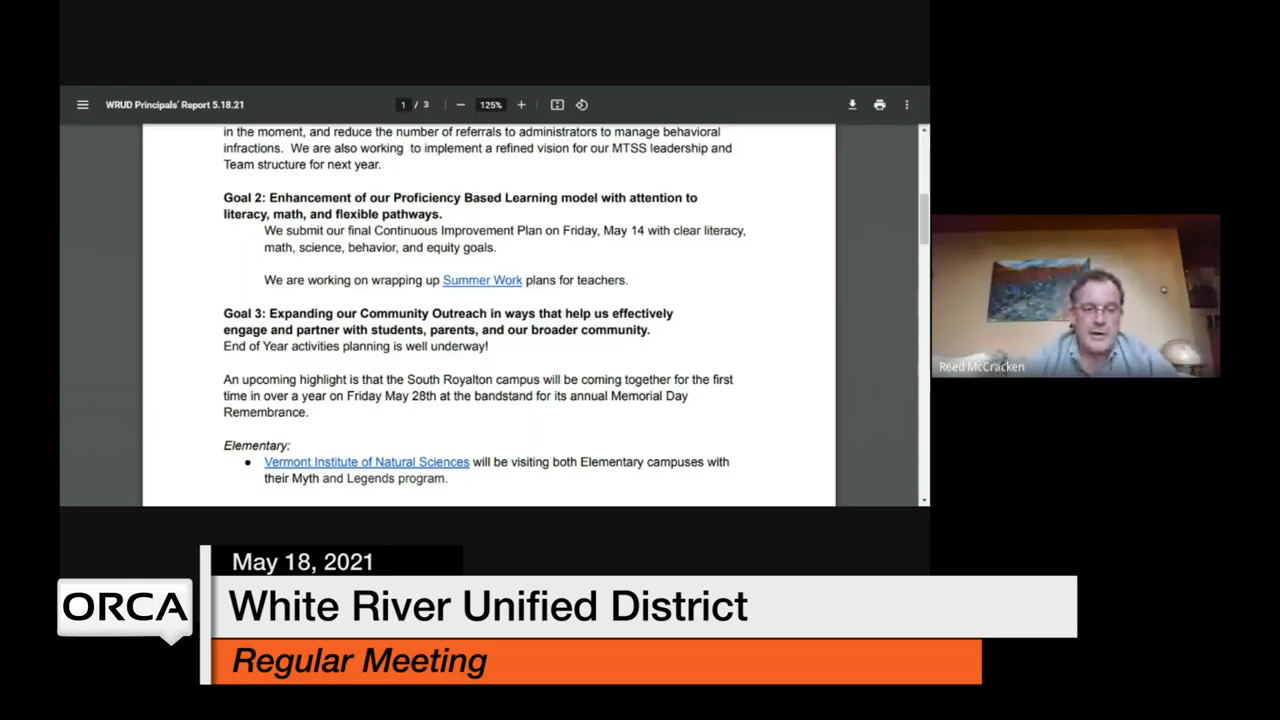 WRUD Principals' Report 5.18.21
1 / 3
125%
in the moment, and reduce the number of referrals to administrators to manage behavioral
infractions. We are also working to implement a refined vision for our MTSS leadership and
Team structure for next year.
Goal 2: Enhancement of our Proficiency Based Learning model with attention to
literacy, math, and flexible pathways.
We submit our final Continuous Improvement Plan on Friday, May 14 with clear literacy,
math, science, behavior, and equity goals.
We are working on wrapping up Summer Work plans for teachers.
Goal 3: Expanding our Community Outreach in ways that help us effectively
engage and partner with students, parents, and our broader community.
End of Year activities planning is well underway!
An upcoming highlight is that the South Royalton campus will be coming together for the first
time in over a year on Friday May 28th at the bandstand for its annual Memorial Day
Remembrance.
Elementary:
● Vermont Institute of Natural Sciences will be visiting both Elementary campuses with
their Myth and Legends program.
Reed McCracken
May 18, 2021
ORCA
White River Unified District
Regular Meeting